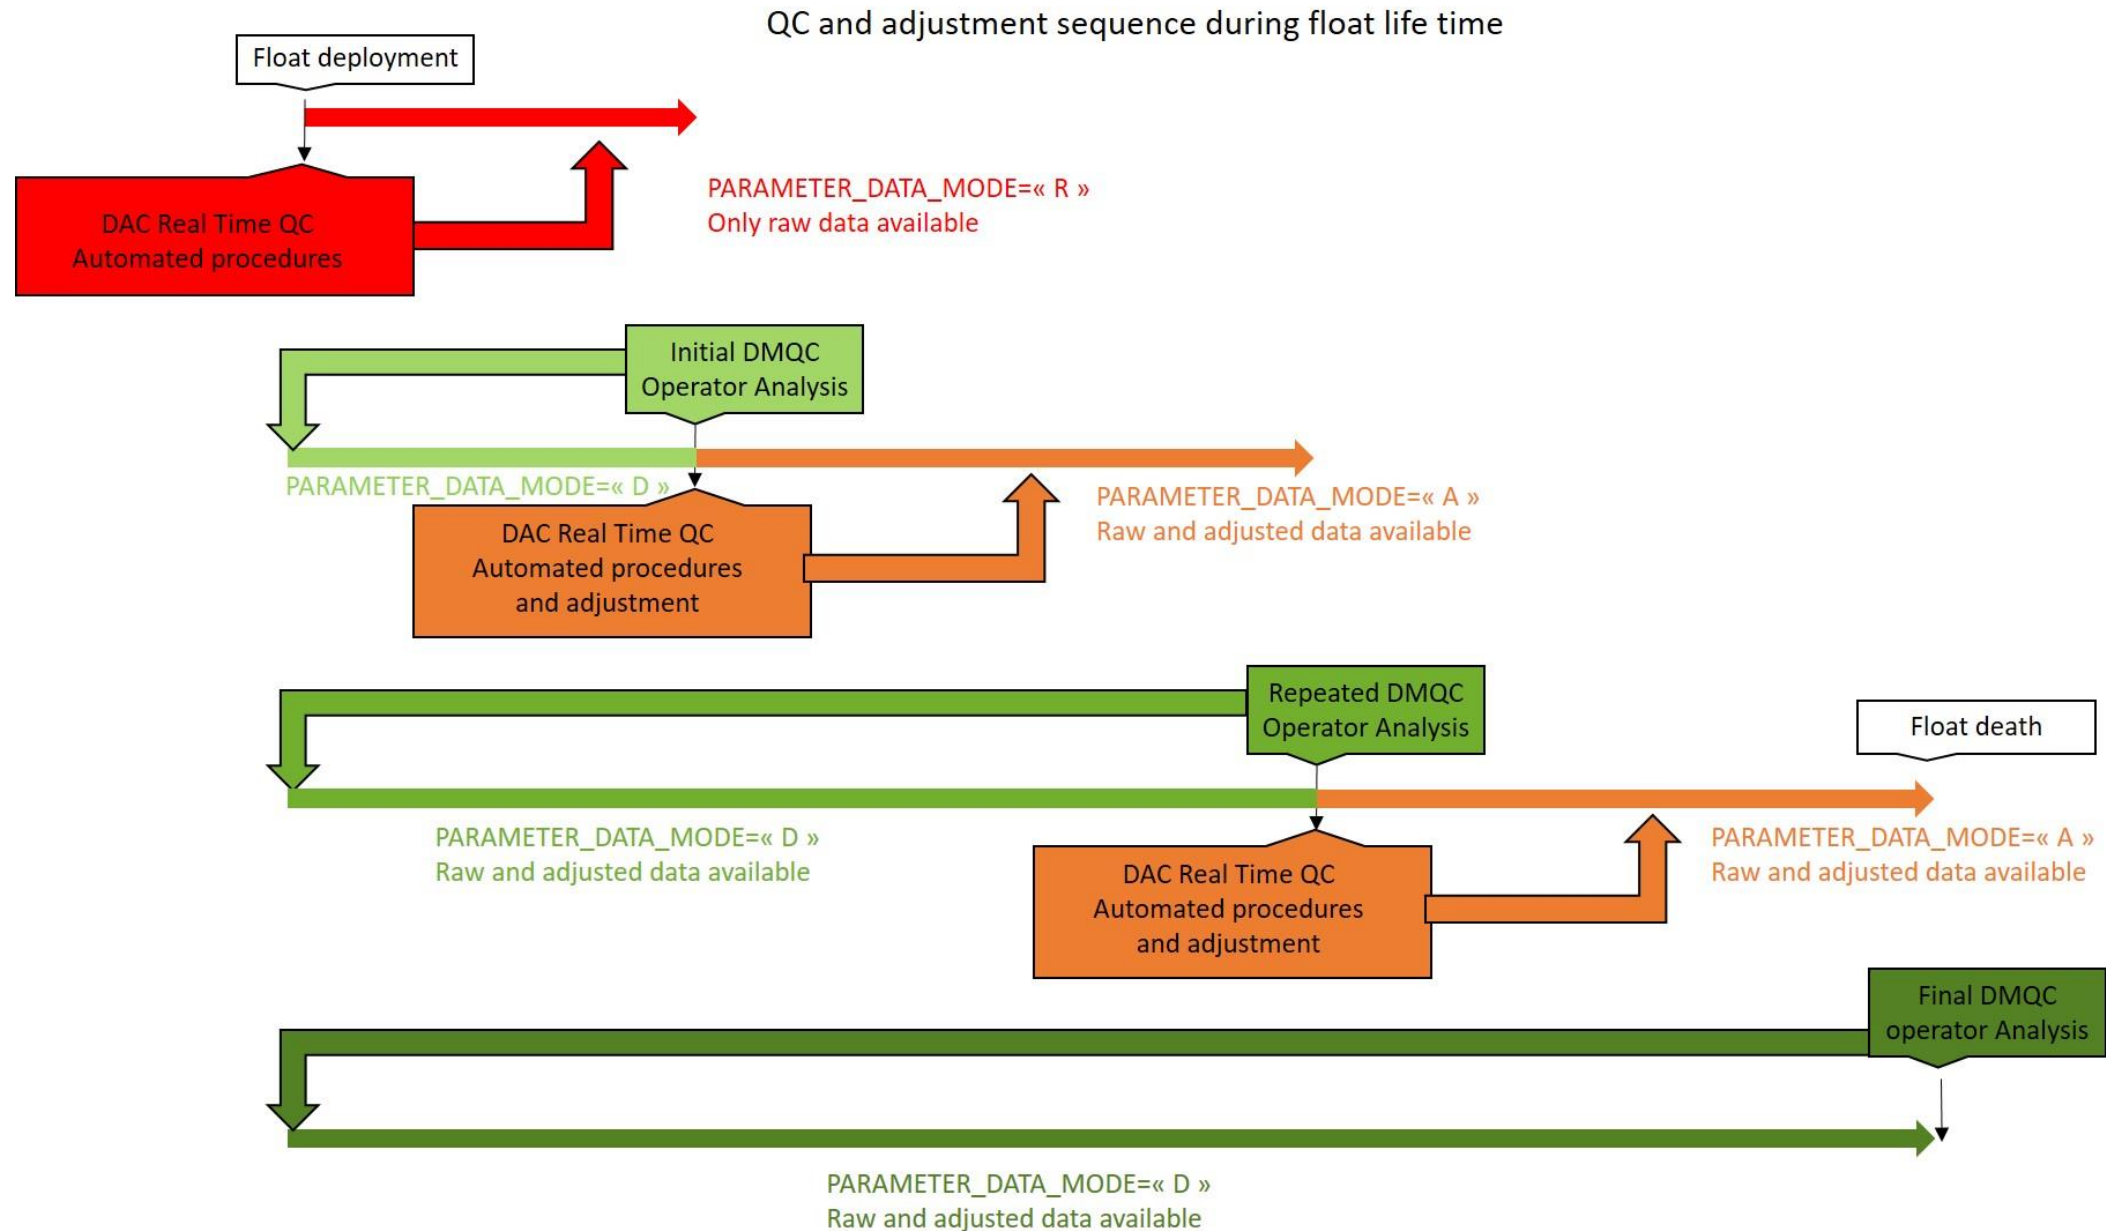 QC and adjustment sequence during float life time
Float deployment
DAC Real Time QC
Automated procedures
PARAMETER_DATA_MODE=« R »
Only raw data available
Initial DMQC
Operator Analysis
PARAMETER_DATA_MODE=« D »
DAC Real Time QC
Automated procedures
and adjustment
PARAMETER_DATA_MODE=« A »
Raw and adjusted data available
Repeated DMQC
Operator Analysis
Float death
PARAMETER_DATA_MODE=« D »
Raw and adjusted data available
DAC Real Time QC
Automated procedures
and adjustment
PARAMETER_DATA_MODE=« A »
Raw and adjusted data available
Final DMQC
operator Analysis
PARAMETER_DATA_MODE=« D »
Raw and adjusted data available